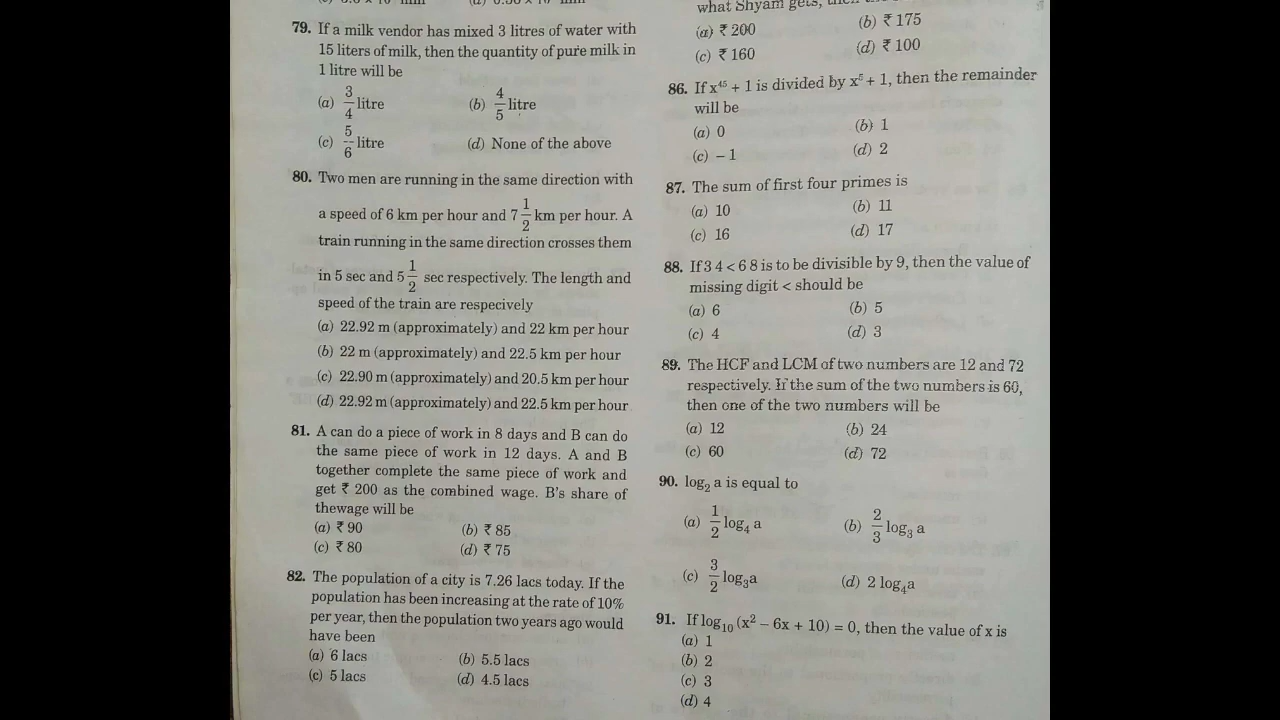 79. If a milk vendor has mixed 3 litres of water with
15 liters of milk, then the quantity of pure milk in
1 litre will be
(a) 3/4 litre (b) 4/5 litre
(c) 5/6 litre (d) None of the above
80. Two men are running in the same direction with
a speed of 6 km per hour and 7 1/2 km per hour. A
train running in the same direction crosses them
in 5 sec and 5 1/2 sec respectively. The length and
speed of the train are respecively
(a) 22.92 m (approximately) and 22 km per hour
(b) 22 m (approximately) and 22.5 km per hour
(c) 22.90 m (approximately) and 20.5 km per hour
(d) 22.92 m (approximately) and 22.5 km per hour
81. A can do a piece of work in 8 days and B can do
the same piece of work in 12 days. A and B
together complete the same piece of work and
get ₹ 200 as the combined wage. B's share of
thewage will be
(a) ₹ 90 (b) ₹ 85
(c) ₹ 80 (d) ₹ 75
82. The population of a city is 7.26 lacs today. If the
population has been increasing at the rate of 10%
per year, then the population two years ago would
have been
(a) 6 lacs (b) 5.5 lacs
(c) 5 lacs (d) 4.5 lacs
what Shyam gets,
(a) ₹ 200 (b) ₹ 175
(c) ₹ 160 (d) ₹ 100
86. If x⁴⁵ + 1 is divided by x⁵ + 1, then the remainder
will be
(a) 0 (b) 1
(c) – 1 (d) 2
87. The sum of first four primes is
(a) 10 (b) 11
(c) 16 (d) 17
88. If 3 4 < 6 8 is to be divisible by 9, then the value of
missing digit < should be
(a) 6 (b) 5
(c) 4 (d) 3
89. The HCF and LCM of two numbers are 12 and 72
respectively. If the sum of the two numbers is 60,
then one of the two numbers will be
(a) 12 (b) 24
(c) 60 (d) 72
90. log₂ a is equal to
(a) 1/2 log₄ a (b) 2/3 log₃ a
(c) 3/2 log₃a (d) 2 log₄a
91. If log₁₀ (x² – 6x + 10) = 0, then the value of x is
(a) 1
(b) 2
(c) 3
(d) 4